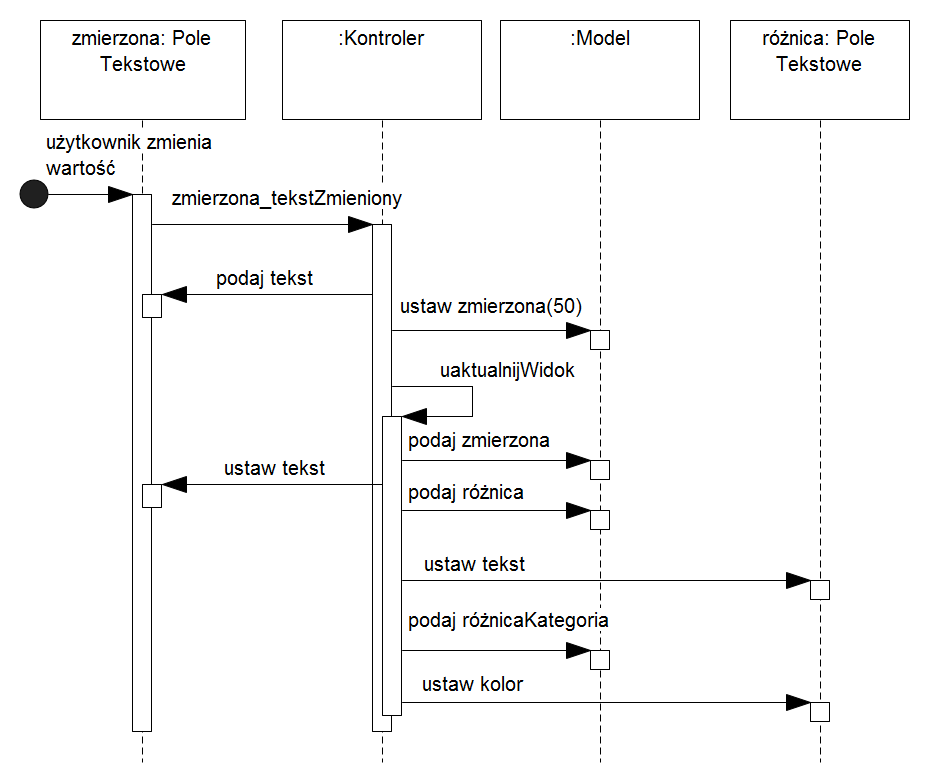 zmierzona: Pole
Tekstowe
:Kontroler
:Model
różnica: Pole
Tekstowe
użytkownik zmienia
wartość
zmierzona_tekstZmieniony
podaj tekst
ustaw zmierzona(50)
uaktualnijWidok
podaj zmierzona
ustaw tekst
podaj różnica
ustaw tekst
podaj różnicaKategoria
ustaw kolor